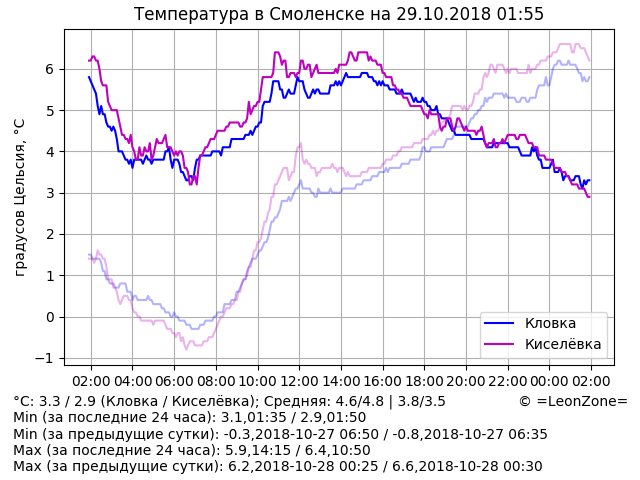 Температура в Смоленске на 29.10.2018 01:55
градусов Цельсия, °C
6
5
4
3
2
1
0
−1
02:00 04:00 06:00 08:00 10:00 12:00 14:00 16:00 18:00 20:00 22:00 00:00 02:00
Кловка
Киселёвка
°C: 3.3 / 2.9 (Кловка / Киселёвка); Средняя: 4.6/4.8 | 3.8/3.5
© =LeonZone=
Min (за последние 24 часа): 3.1,01:35 / 2.9,01:50
Min (за предыдущие сутки): -0.3,2018-10-27 06:50 / -0.8,2018-10-27 06:35
Max (за последние 24 часа): 5.9,14:15 / 6.4,10:50
Max (за предыдущие сутки): 6.2,2018-10-28 00:25 / 6.6,2018-10-28 00:30